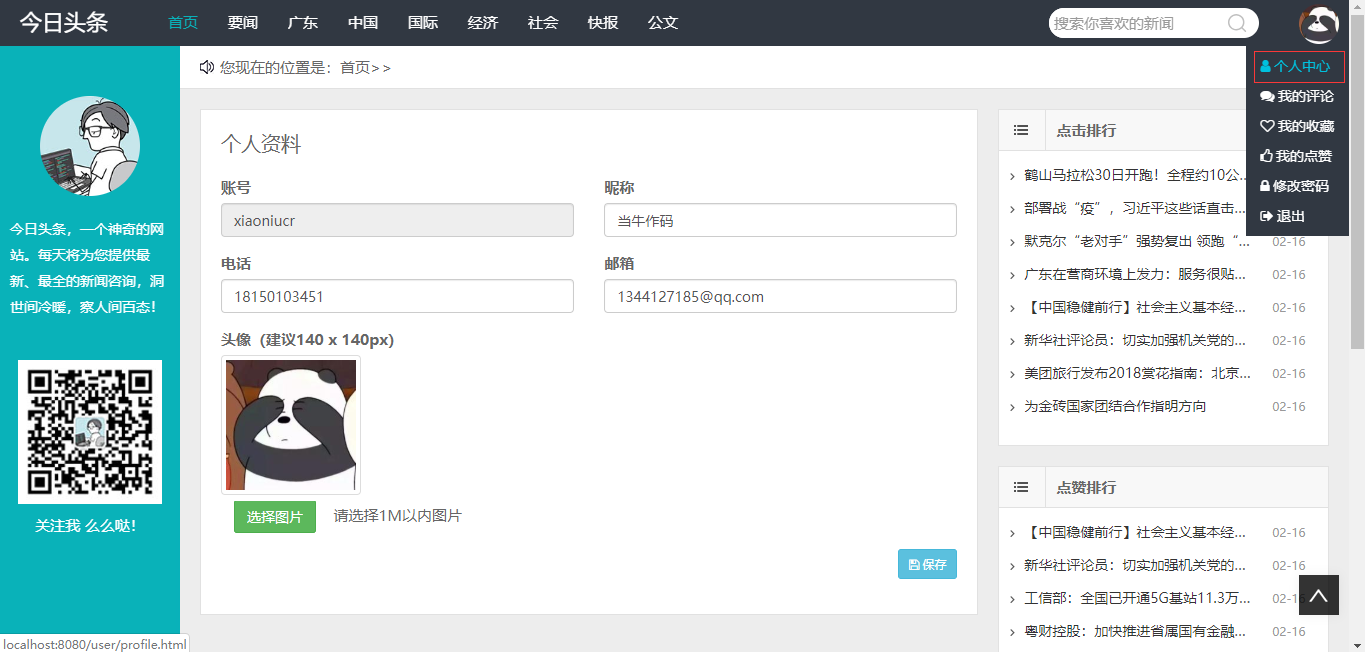 今日头条
首页 要闻 广东 中国 国际 经济 社会 快报 公文
搜索你喜欢的新闻
个人中心
我的评论
我的收藏
我的点赞
修改密码
退出
今日头条，一个神奇的网
站。每天将为您提供最
新、最全的新闻咨询，洞
世间冷暖，察人间百态！
关注我 么么哒！
您现在的位置是：首页>>
个人资料
账号
xiaoniucr
昵称
当牛作码
电话
18150103451
邮箱
1344127185@qq.com
头像（建议140 x 140px)
选择图片 请选择1M以内图片
保存
点击排行
鹤山马拉松30日开跑！全程约10公...
部署战“疫”，习近平这些话直击...
默克尔“老对手”强势复出 领跑“... 02-16
广东在营商环境上发力：服务很贴... 02-16
【中国稳健前行】社会主义基本经... 02-16
新华社评论员：切实加强机关党的... 02-16
美团旅行发布2018赏花指南：北京... 02-16
为金砖国家团结合作指明方向 02-16
点赞排行
【中国稳健前行】社会主义基本经... 02-16
新华社评论员：切实加强机关党的... 02-16
工信部：全国已开通5G基站11.3万... 02-16
粤财控股：加快推进省属国有金融... 02-16
localhost:8080/user/profile.html